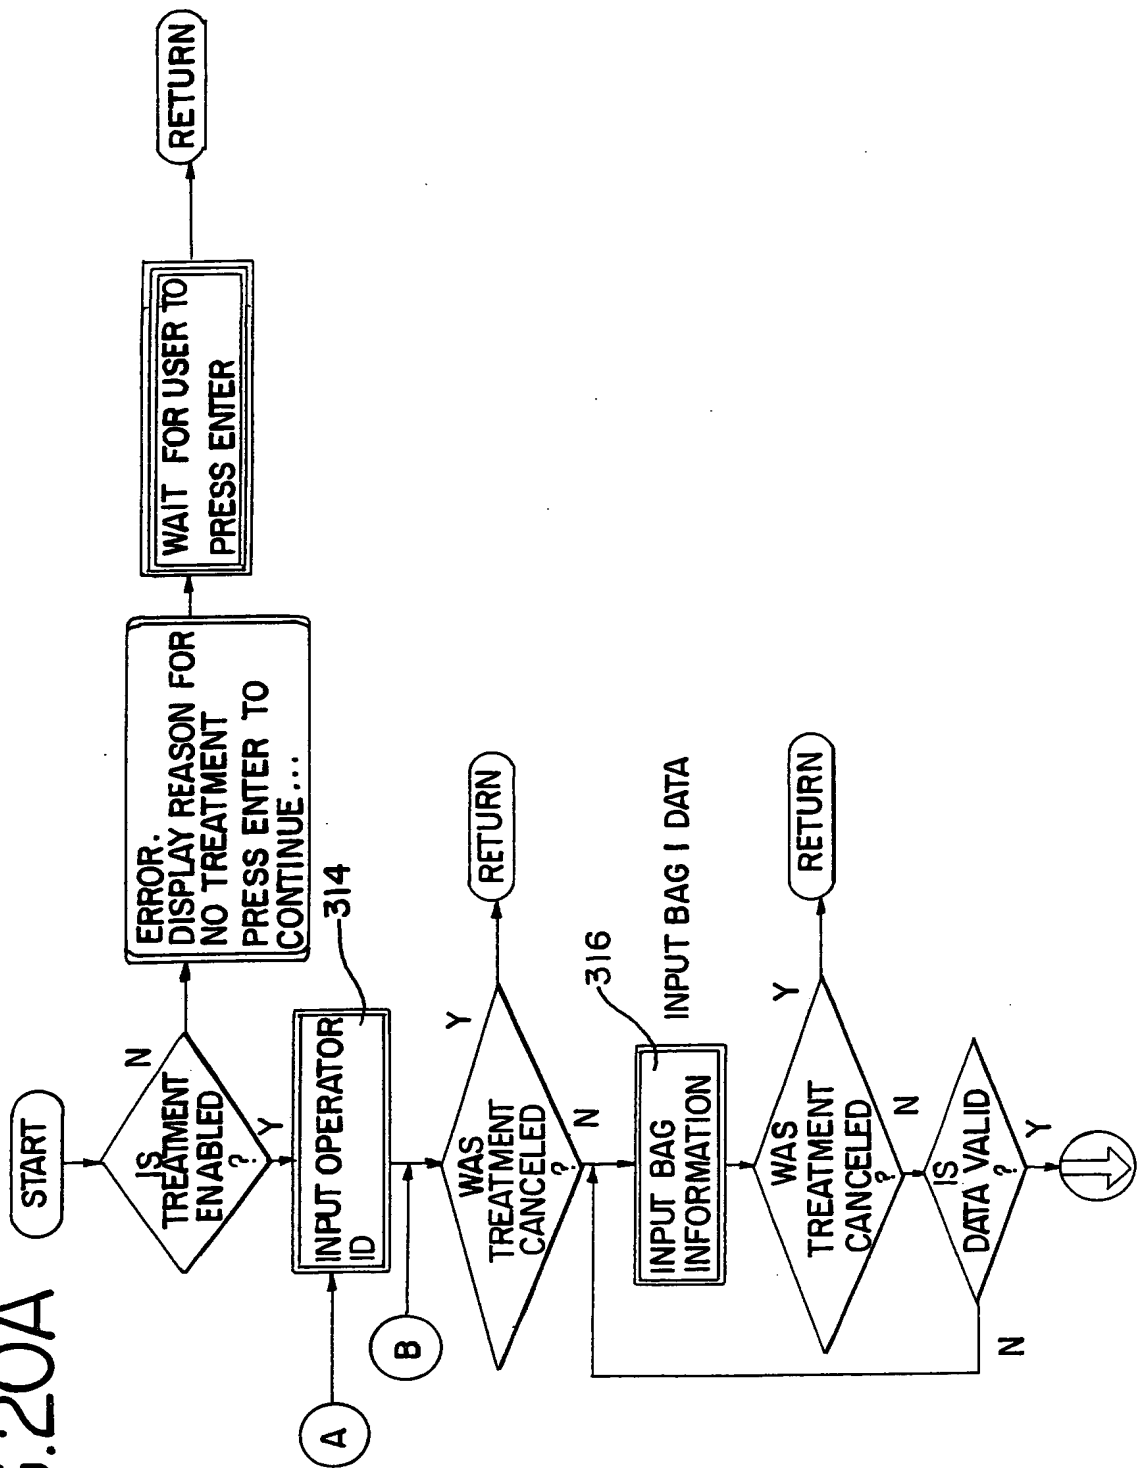 .20A
START
IS
TREATMENT
ENABLED
?
N
Y
ERROR.
DISPLAY REASON FOR
NO TREATMENT
PRESS ENTER TO
CONTINUE...
WAIT FOR USER TO
PRESS ENTER
RETURN
A
INPUT OPERATOR
ID
314
B
WAS
TREATMENT
CANCELED
?
Y
RETURN
N
INPUT BAG
INFORMATION
316
INPUT BAG 1 DATA
WAS
TREATMENT
CANCELED
?
Y
RETURN
N
IS
DATA VALID
?
N
Y